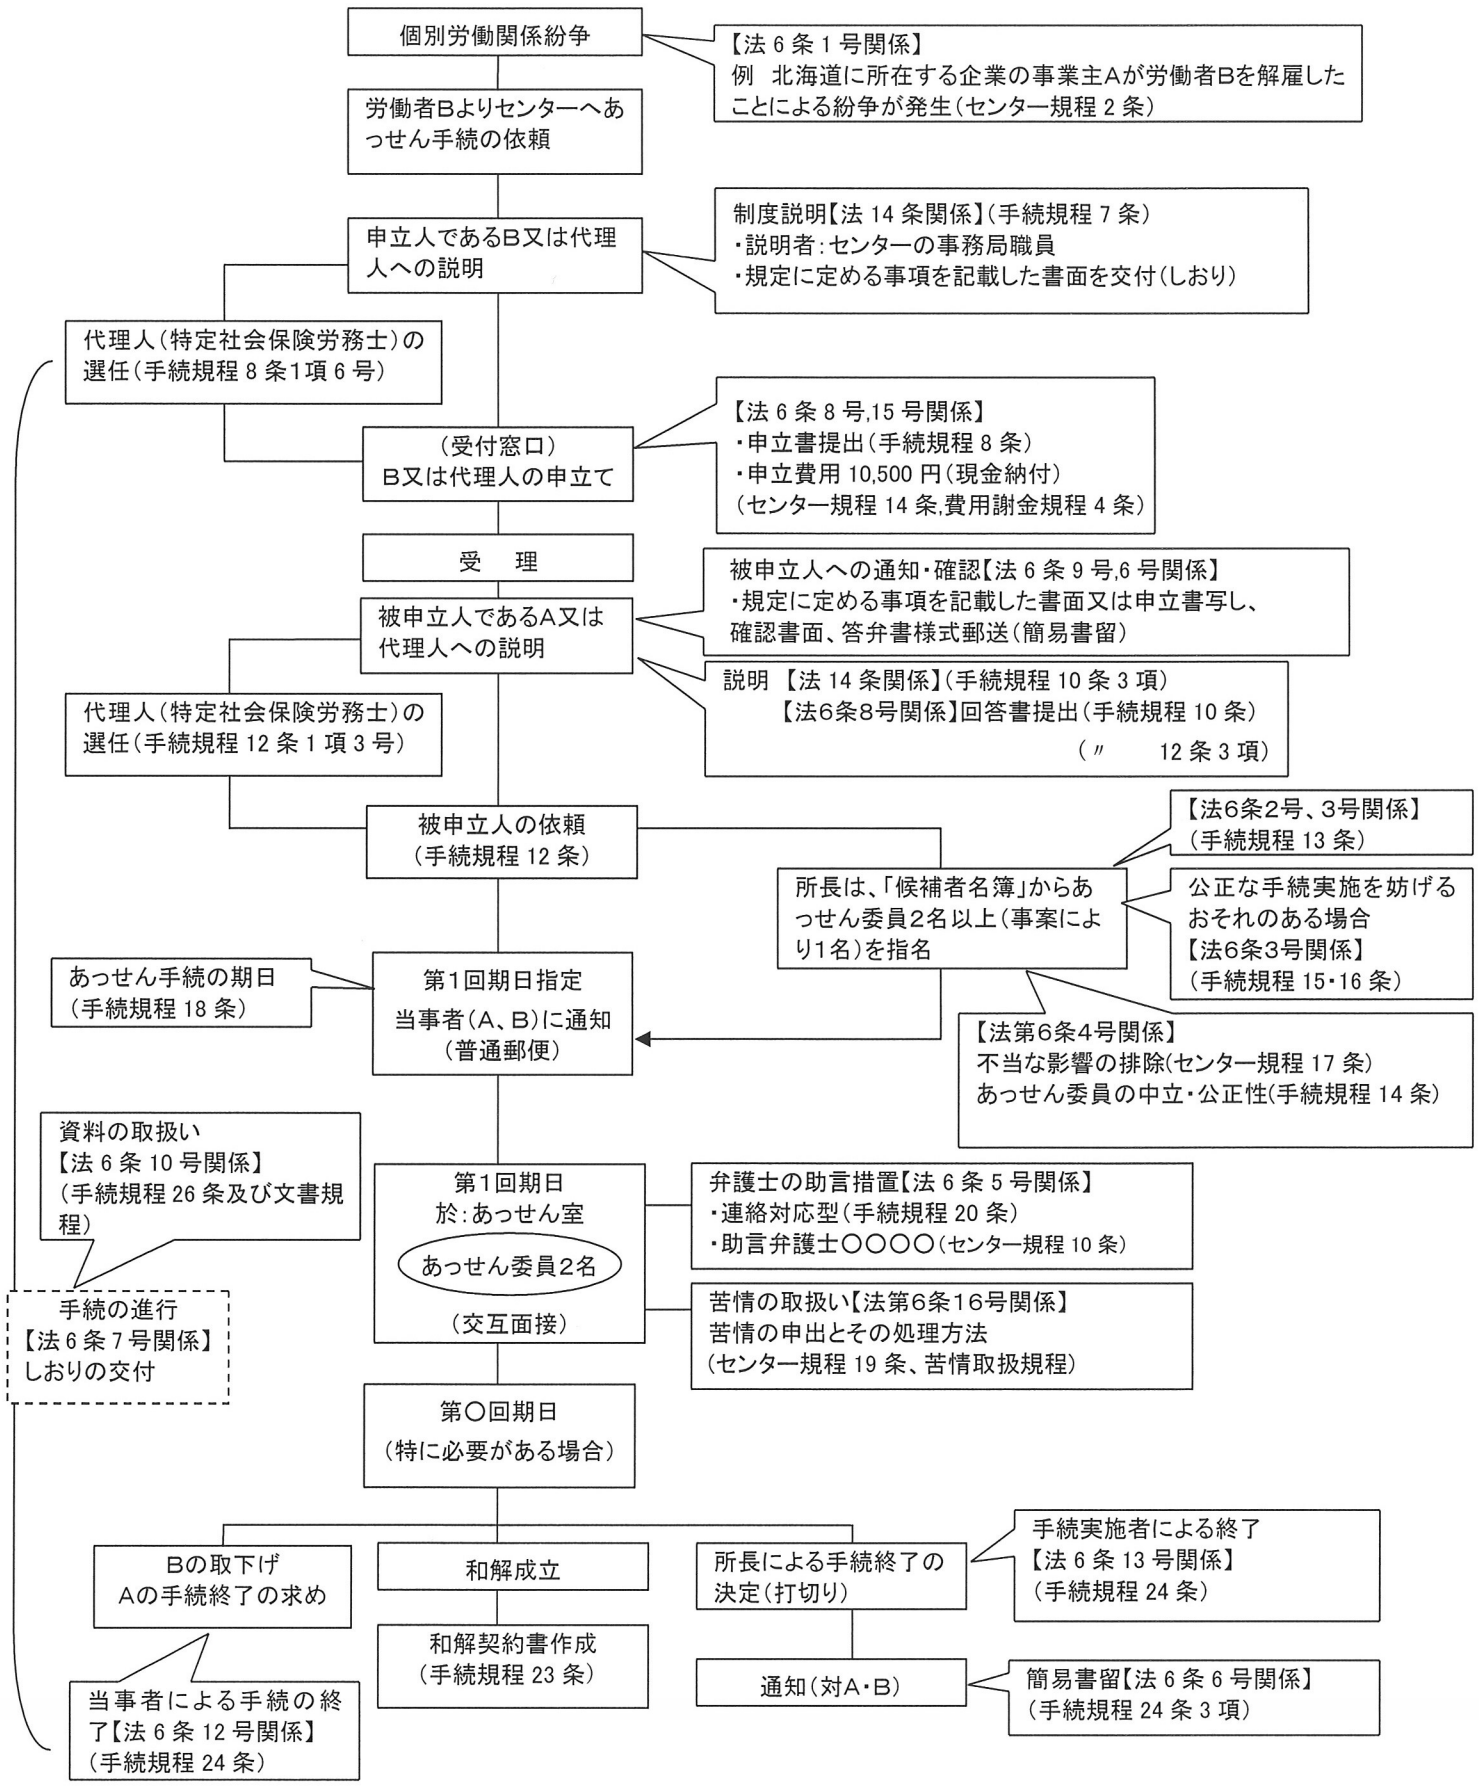 個別労働関係紛争
【法6条1号関係】
例　北海道に所在する企業の事業主Aが労働者Bを解雇した
ことによる紛争が発生(センター規程2条)
労働者Bよりセンターへあ
っせん手続の依頼
制度説明【法14条関係】(手続規程7条)
・説明者:センターの事務局職員
・規定に定める事項を記載した書面を交付(しおり)
申立人であるB又は代理
人への説明
代理人(特定社会保険労務士)の
選任(手続規程8条1項6号)
【法6条8号,15号関係】
・申立書提出(手続規程8条)
・申立費用10,500円(現金納付)
(センター規程14条,費用謝金規程4条)
(受付窓口)
B又は代理人の申立て
受　理
被申立人への通知・確認【法6条9号,6号関係】
・規定に定める事項を記載した書面又は申立書写し、
確認書面、答弁書様式郵送(簡易書留)
被申立人であるA又は
代理人への説明
説明　【法14条関係】(手続規程10条3項)
【法6条8号関係】回答書提出(手続規程10条)
(〃　12条3項)
代理人(特定社会保険労務士)の
選任(手続規程12条1項3号)
被申立人の依頼
(手続規程12条)
【法6条2号、3号関係】
(手続規程13条)
所長は、「候補者名簿」からあ
っせん委員2名以上(事案によ
り1名)を指名
公正な手続実施を妨げる
おそれのある場合
【法6条3号関係】
(手続規程15・16条)
あっせん手続の期日
(手続規程18条)
第1回期日指定
当事者(A、B)に通知
(普通郵便)
【法第6条4号関係】
不当な影響の排除(センター規程17条)
あっせん委員の中立・公正性(手続規程14条)
資料の取扱い
【法6条10号関係】
(手続規程26条及び文書規
程)
第1回期日
於:あっせん室
あっせん委員2名
(交互面接)
弁護士の助言措置【法6条5号関係】
・連絡対応型(手続規程20条)
・助言弁護士〇〇〇〇(センター規程10条)
苦情の取扱い【法第6条16号関係】
苦情の申出とその処理方法
(センター規程19条、苦情取扱規程)
手続の進行
【法6条7号関係】
しおりの交付
第〇回期日
(特に必要がある場合)
Bの取下げ
Aの手続終了の求め
和解成立
所長による手続終了の
決定(打切り)
手続実施者による終了
【法6条13号関係】
(手続規程24条)
和解契約書作成
(手続規程23条)
通知(対A・B)
簡易書留【法6条6号関係】
(手続規程24条3項)
当事者による手続の終
了【法6条12号関係】
(手続規程24条)